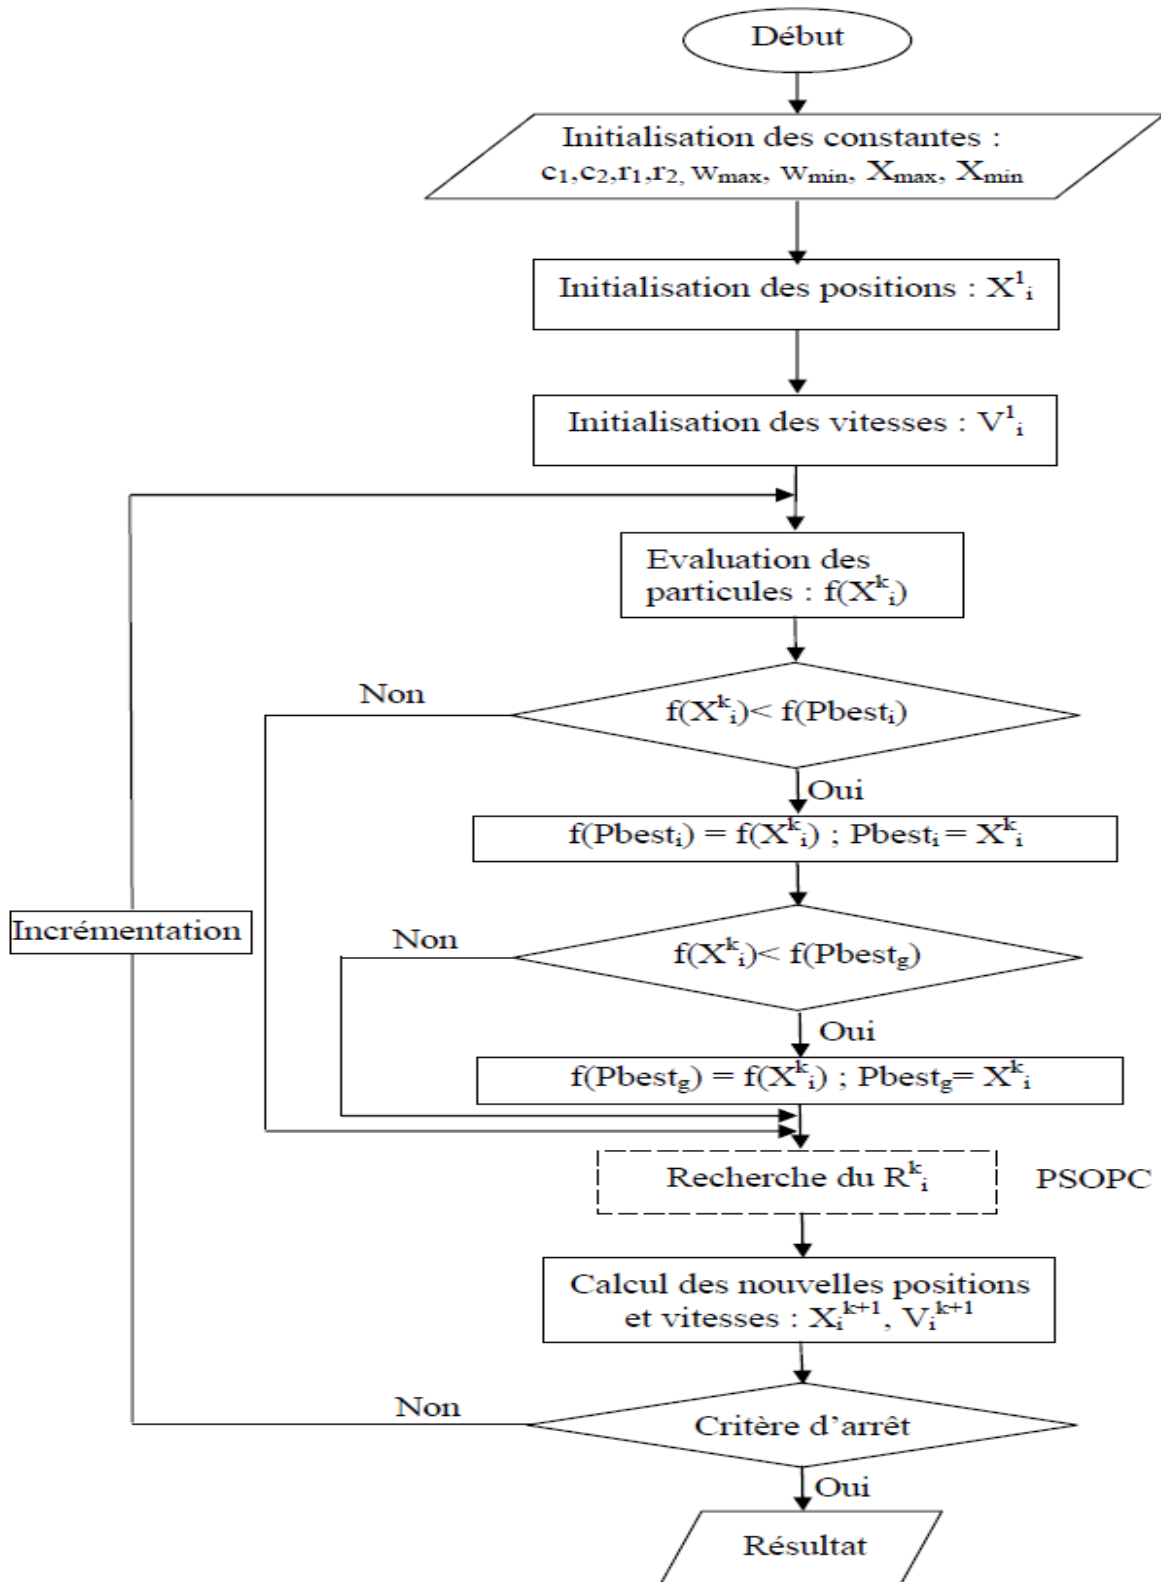 Début
Initialisation des constantes :
c₁,c₂,r₁,r₂, wₘₐₓ, wₘᵢₙ, Xₘₐₓ, Xₘᵢₙ
Initialisation des positions : X¹ᵢ
Initialisation des vitesses : V¹ᵢ
Evaluation des
particules : f(Xᵏᵢ)
Non
f(Xᵏᵢ)< f(Pbestᵢ)
Oui
f(Pbestᵢ) = f(Xᵏᵢ) ; Pbestᵢ = Xᵏᵢ
Incrémentation
Non
f(Xᵏᵢ)< f(Pbest_g)
Oui
f(Pbest_g) = f(Xᵏᵢ) ; Pbest_g= Xᵏᵢ
Recherche du Rᵏᵢ
PSOPC
Calcul des nouvelles positions
et vitesses : Xᵢᵏ⁺¹, Vᵢᵏ⁺¹
Non
Critère d’arrêt
Oui
Résultat